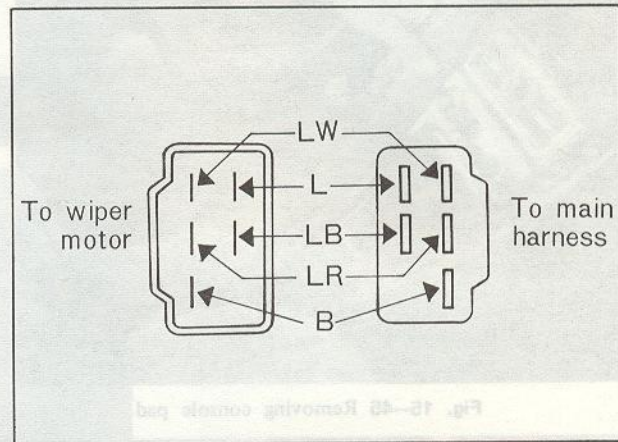 LW
L
LB
LR
B
To wiper
motor
To main
harness
Fig. 15–45 Removing console pad